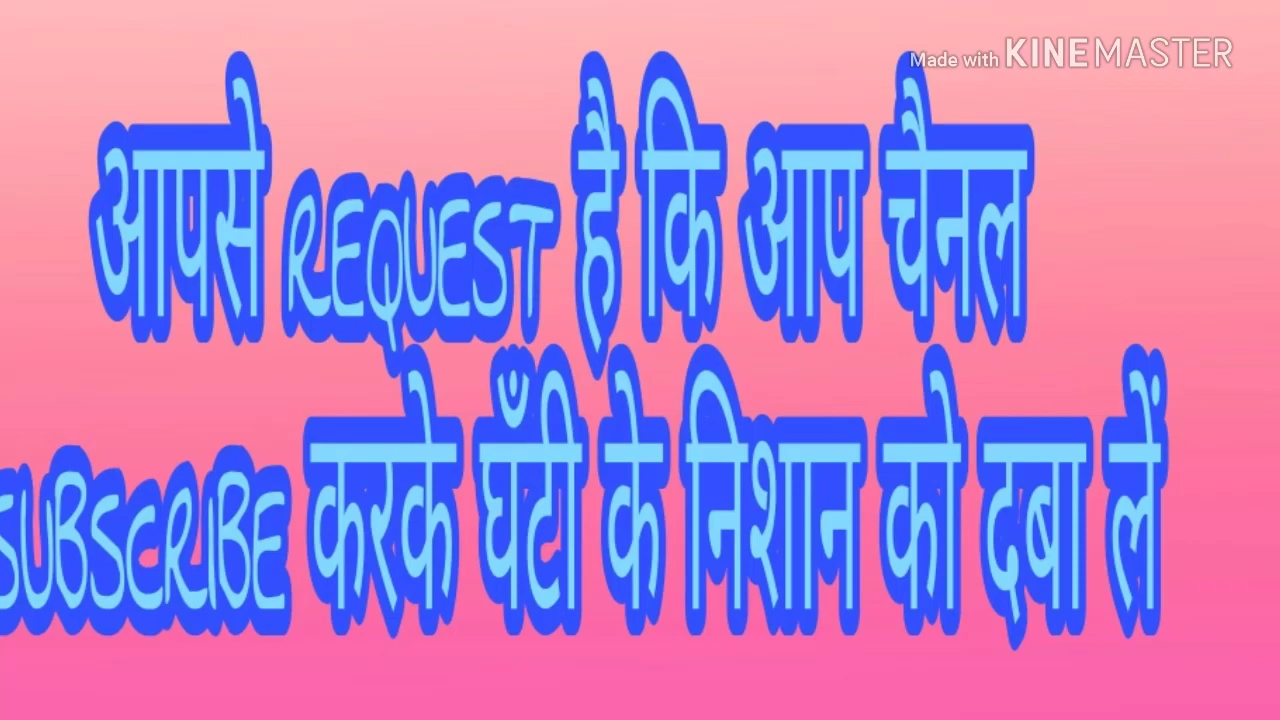 Made with KINEMASTER
आपसे REQUEST है कि आप चैनल
SUBSCRIBE करके घँटी के निशान को दबा लें